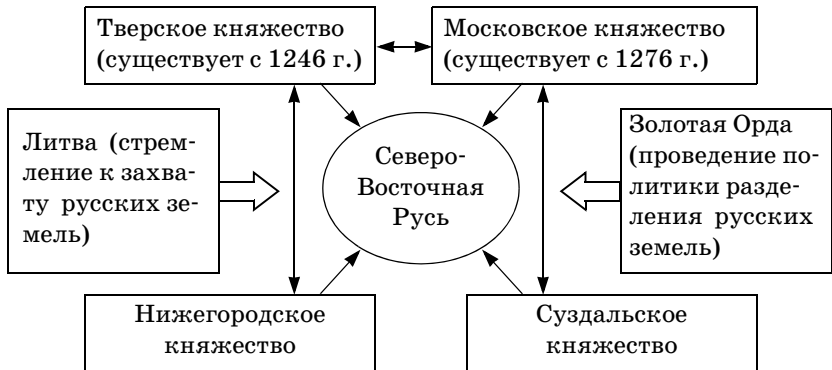 Тверское княжество
(существует с 1246 г.)
Московское княжество
(существует с 1276 г.)
Литва (стрем-
ление к захва-
ту русских зе-
мель)
Северо-
Восточная
Русь
Золотая Орда
(проведение по-
литики разде-
ления русских
земель)
Нижегородское
княжество
Суздальское
княжество